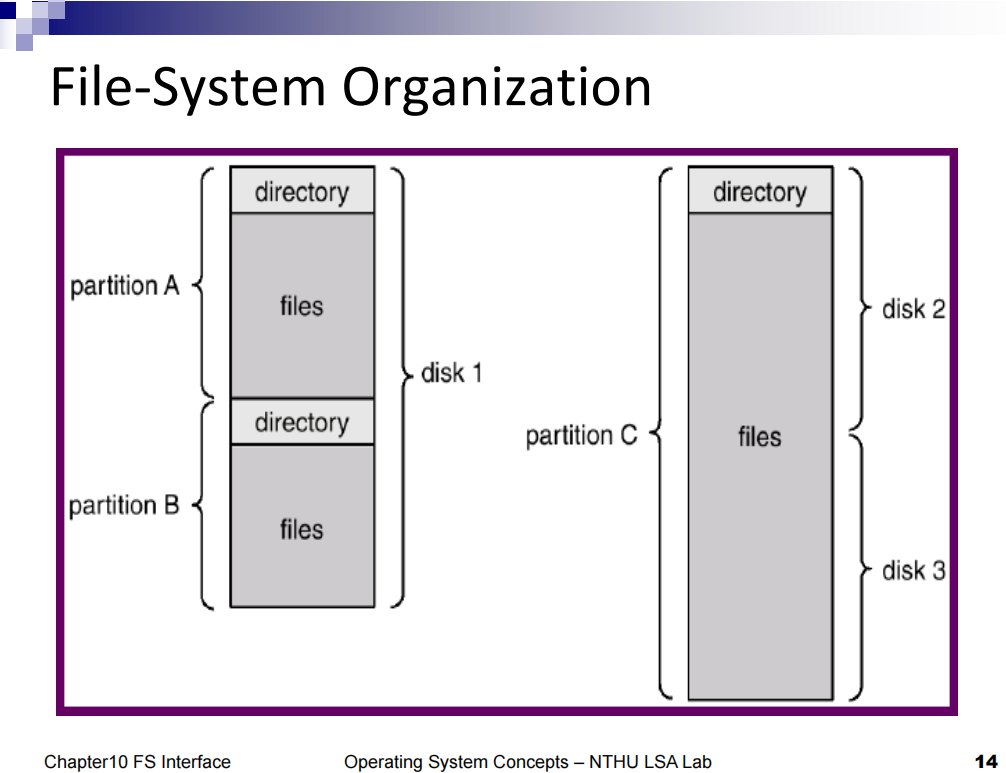 File-System Organization
directory
partition A
files
disk 1
directory
partition B
files
directory
disk 2
partition C
files
disk 3
Chapter10 FS Interface
Operating System Concepts – NTHU LSA Lab
14